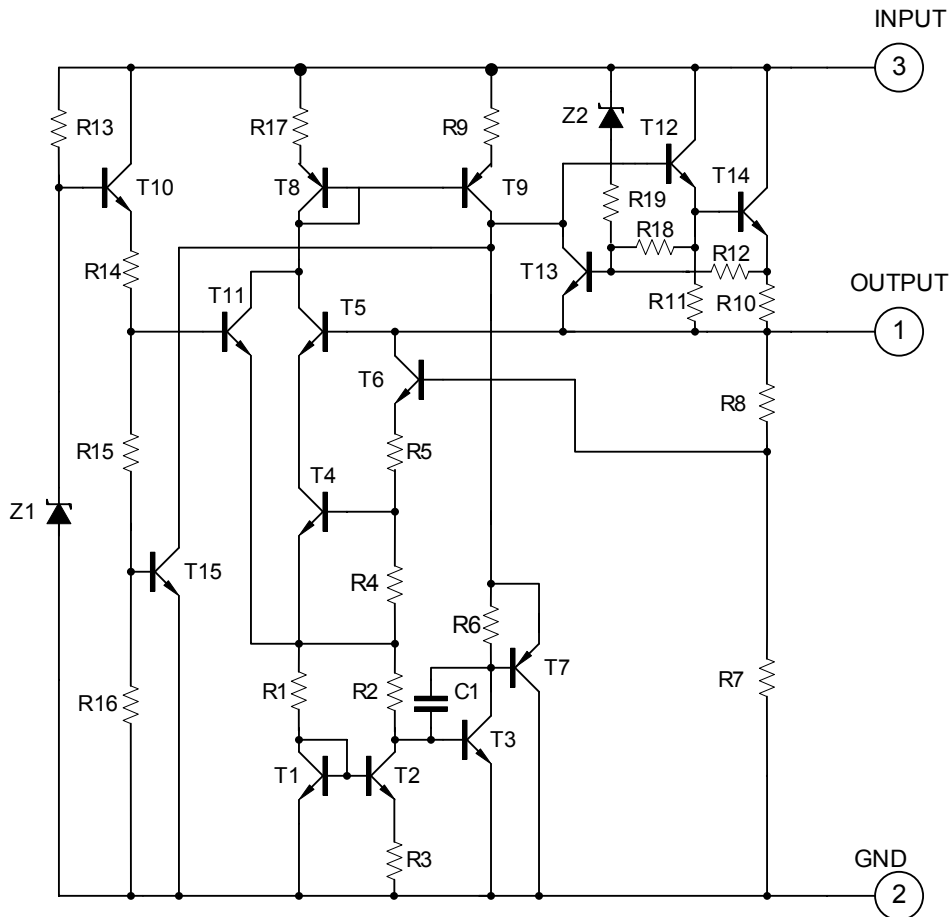 INPUT
3
R13
R17
R9
Z2
T12
T10
T8
T9
T14
R19
R18
R12
R14
T13
T11
T5
R11
R10
OUTPUT
1
T6
R8
R15
R5
T4
Z1
T15
R4
R6
T7
R7
R16
R1
R2
C1
T3
T1
T2
R3
GND
2